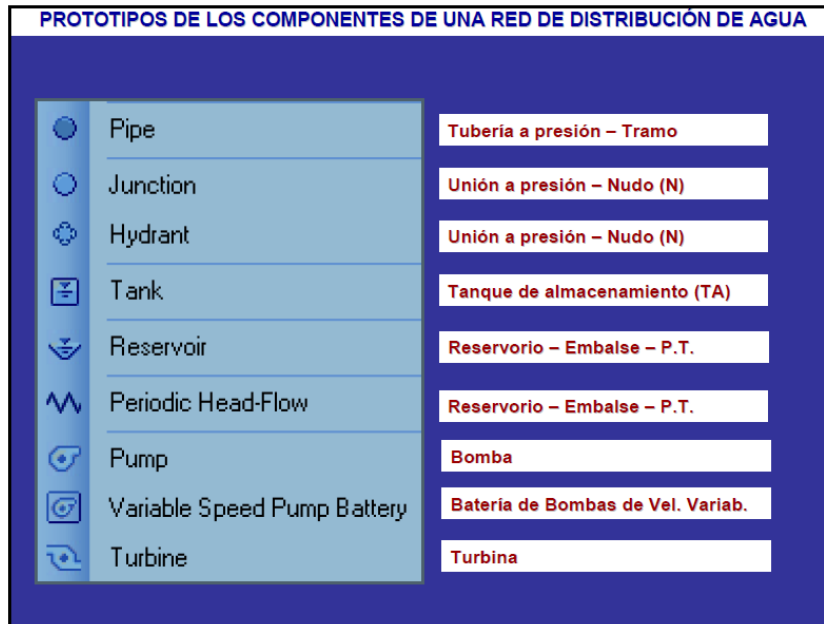 PROTOTIPOS DE LOS COMPONENTES DE UNA RED DE DISTRIBUCIÓN DE AGUA
Pipe
Tubería a presión – Tramo
Junction
Unión a presión – Nudo (N)
Hydrant
Unión a presión – Nudo (N)
Tank
Tanque de almacenamiento (TA)
Reservoir
Reservorio – Embalse – P.T.
Periodic Head-Flow
Reservorio – Embalse – P.T.
Pump
Bomba
Variable Speed Pump Battery
Batería de Bombas de Vel. Variab.
Turbine
Turbina